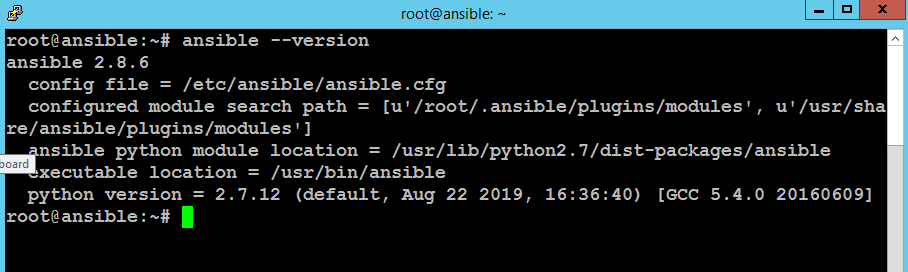 root@ansible: ~
root@ansible:~# ansible --version
ansible 2.8.6
config file = /etc/ansible/ansible.cfg
configured module search path = [u'/root/.ansible/plugins/modules', u'/usr/sha
re/ansible/plugins/modules']
ansible python module location = /usr/lib/python2.7/dist-packages/ansible
board
executable location = /usr/bin/ansible
python version = 2.7.12 (default, Aug 22 2019, 16:36:40) [GCC 5.4.0 20160609]
root@ansible:~#